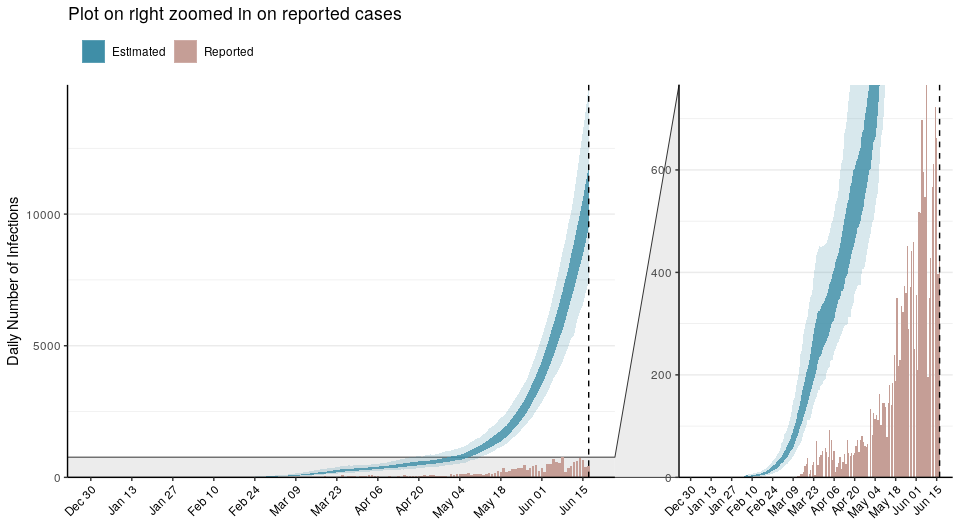 Plot on right zoomed in on reported cases
Estimated Reported
Daily Number of Infections
10000
5000
0
Dec 30 Jan 13 Jan 27 Feb 10 Feb 24 Mar 09 Mar 23 Apr 06 Apr 20 May 04 May 18 Jun 01 Jun 15
600
400
200
0
Dec 30 Jan 13 Jan 27 Feb 10 Feb 24 Mar 09 Mar 23 Apr 06 Apr 20 May 04 May 18 Jun 01 Jun 15